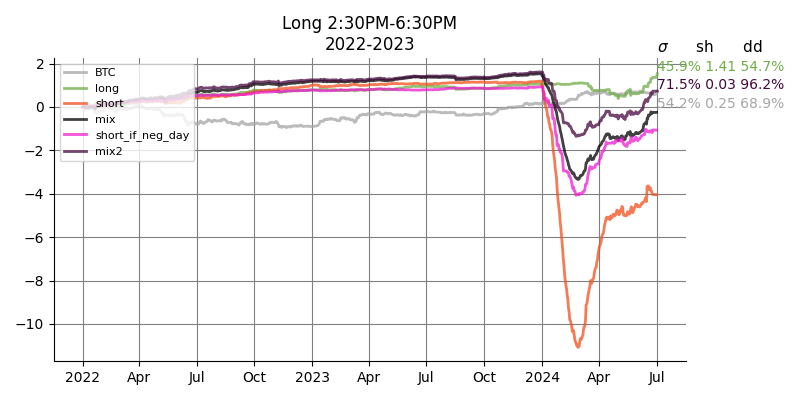 Long 2:30PM-6:30PM
2022-2023
σ sh dd
45.9% 1.41 54.7%
71.5% 0.03 96.2%
54.2% 0.25 68.9%
BTC
long
short
mix
short_if_neg_day
mix2
2
0
−2
−4
−6
−8
−10
2022 Apr Jul Oct 2023 Apr Jul Oct 2024 Apr Jul